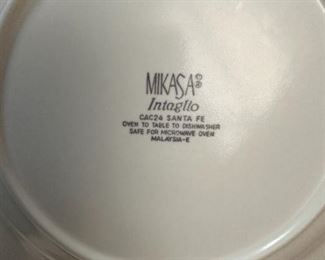 MIKASA
Intaglio
CAC24 SANTA FE
OVEN TO TABLE TO DISHWASHER
SAFE FOR MICROWAVE OVEN
MALAYSIA-E